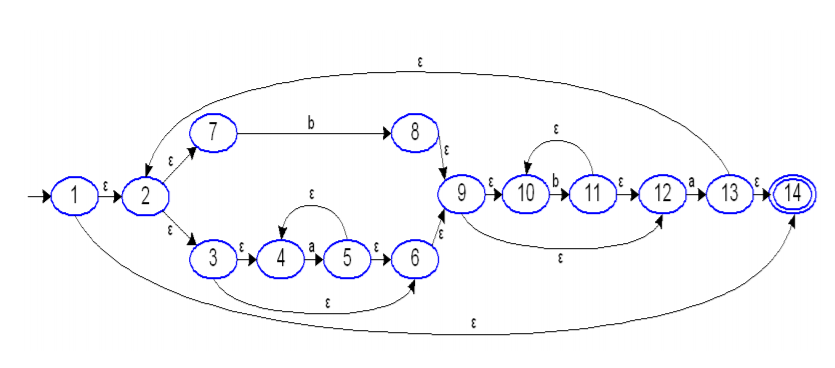 ε
7 b 8
ε ε ε
1 ε 2 9 ε 10 b 11 ε 12 a 13 ε 14
ε ε ε
3 ε 4 a 5 ε 6
ε ε
ε